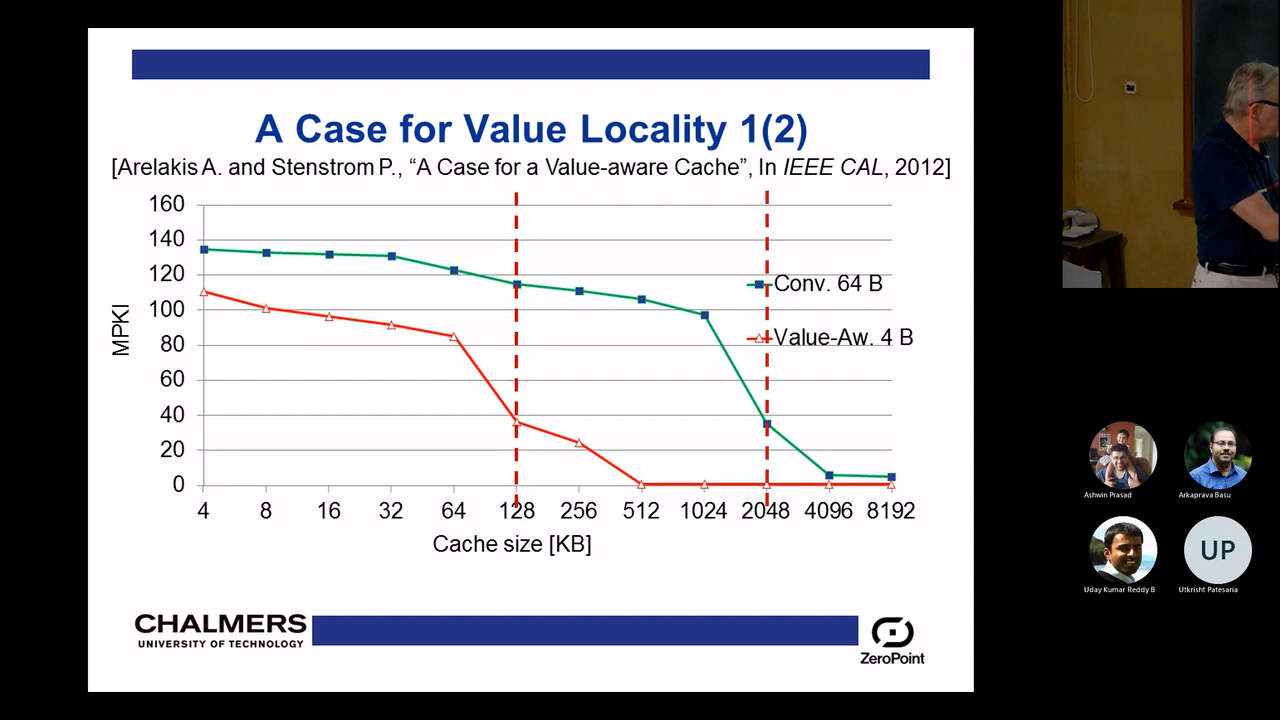 A Case for Value Locality 1(2)
[Arelakis A. and Stenstrom P., “A Case for a Value-aware Cache”, In IEEE CAL, 2012]
160
140
120
100
80
60
40
20
0
MPKI
Conv. 64 B
Value-Aw. 4 B
4 8 16 32 64 128 256 512 1024 2048 4096 8192
Cache size [KB]
CHALMERS
UNIVERSITY OF TECHNOLOGY
ZeroPoint
Ashwin Prasad
Arkaprava Basu
Uday Kumar Reddy B
UP
Utkrisht Patesaria